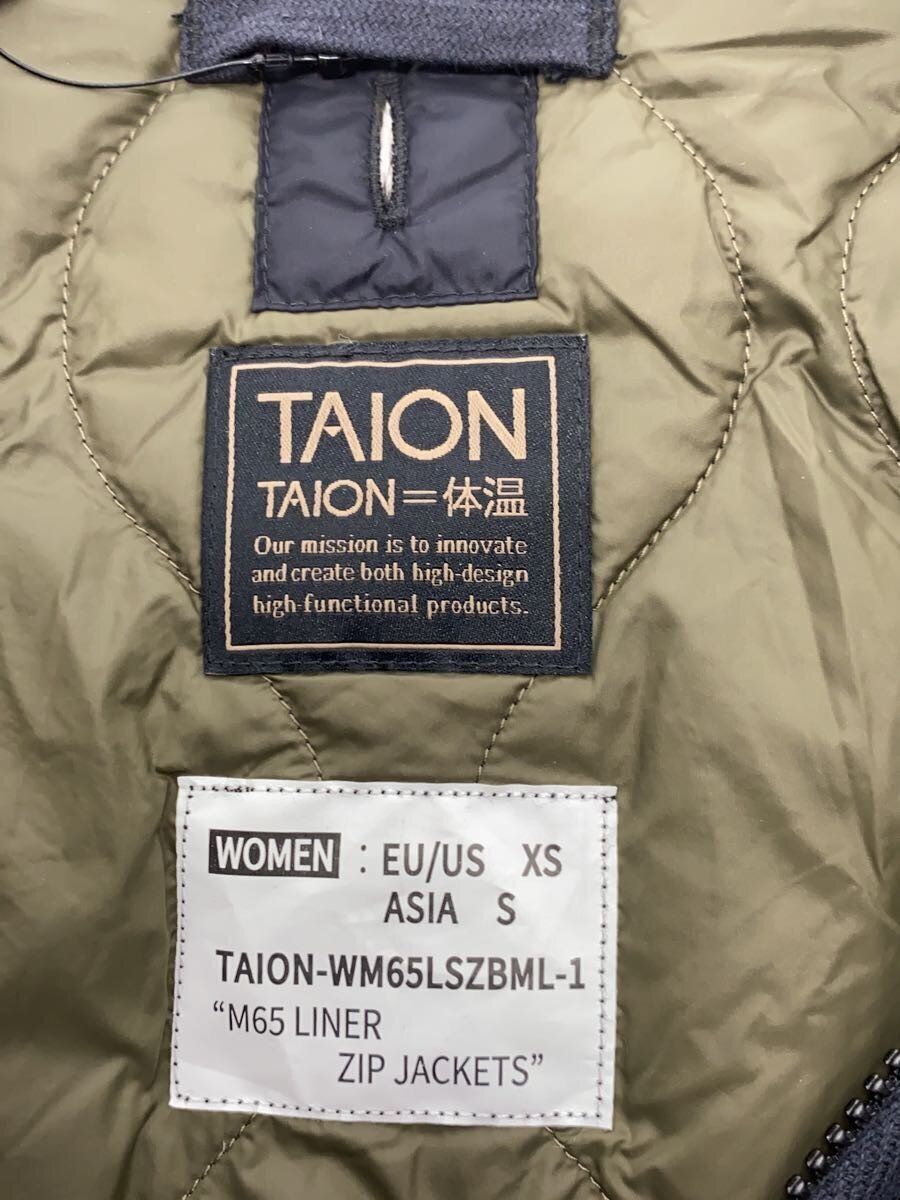 TAION
TAION=体温
Our mission is to innovate
and create both high-design
high-functional products.
WOMEN : EU/US XS
ASIA S
TAION-WM65LSZBML-1
“M65 LINER
ZIP JACKETS”